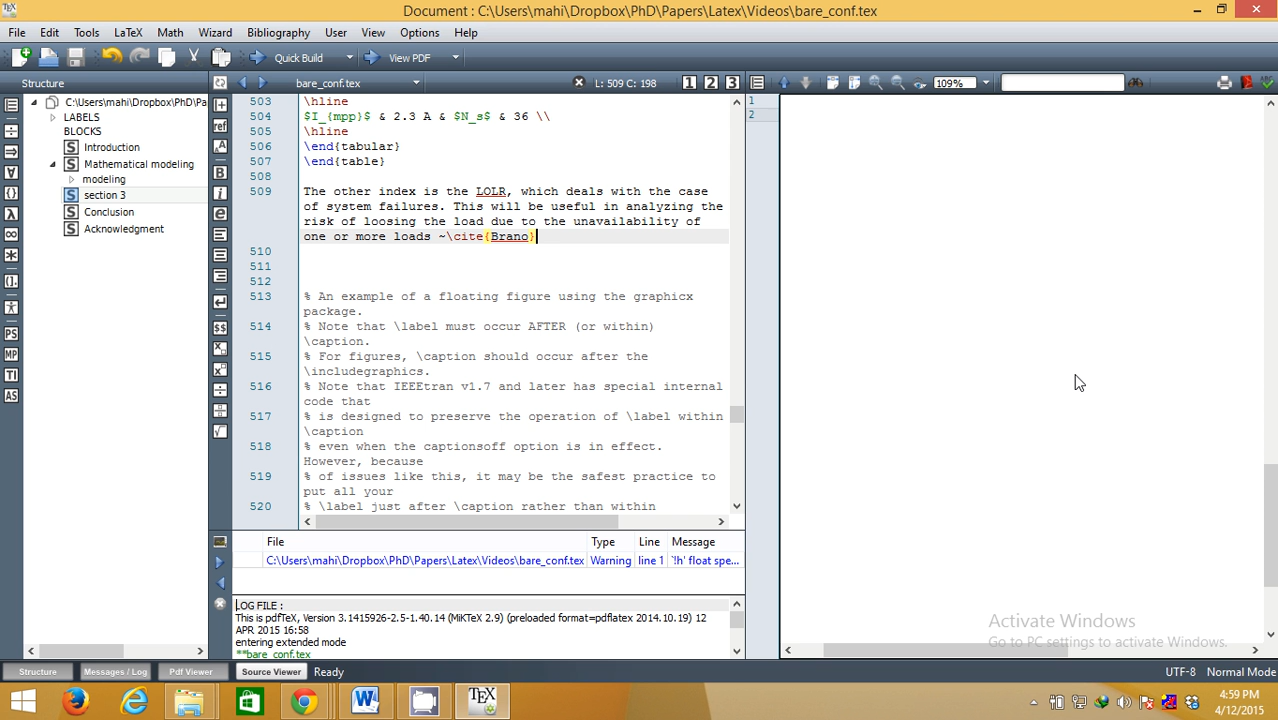 Document : C:\Users\mahi\Dropbox\PhD\Papers\Latex\Videos\bare_conf.tex
File Edit Tools LaTeX Math Wizard Bibliography User View Options Help
Quick Build View PDF
Structure bare_conf.tex L: 509 C: 198 1 2 3 109%
C:\Users\mahi\Dropbox\PhD\Pa
LABELS
BLOCKS
Introduction
Mathematical modeling
modeling
section 3
Conclusion
Acknowledgment
503 \hline
504 $I_{mpp}$ & 2.3 A & $N_s$ & 36 \\
505 \hline
506 \end{tabular}
507 \end{table}
508
509 The other index is the LOLR, which deals with the case
of system failures. This will be useful in analyzing the
risk of loosing the load due to the unavailability of
one or more loads ~\cite{Brano}
510
511
512
513 % An example of a floating figure using the graphicx
package.
514 % Note that \label must occur AFTER (or within)
\caption.
515 % For figures, \caption should occur after the
\includegraphics.
516 % Note that IEEEtran v1.7 and later has special internal
code that
517 % is designed to preserve the operation of \label within
\caption
518 % even when the captionsoff option is in effect.
However, because
519 % of issues like this, it may be the safest practice to
put all your
520 % \label just after \caption rather than within
1
2
File Type Line Message
C:\Users\mahi\Dropbox\PhD\Papers\Latex\Videos\bare_conf.tex Warning line 1 `!h' float spe...
LOG FILE :
This is pdfTeX, Version 3.1415926-2.5-1.40.14 (MiKTeX 2.9) (preloaded format=pdflatex 2014.10.19) 12
APR 2015 16:58
entering extended mode
**bare_conf.tex
Activate Windows
Go to PC settings to activate Windows.
Structure Messages / Log Pdf Viewer Source Viewer Ready UTF-8 Normal Mode
4:59 PM
4/12/2015